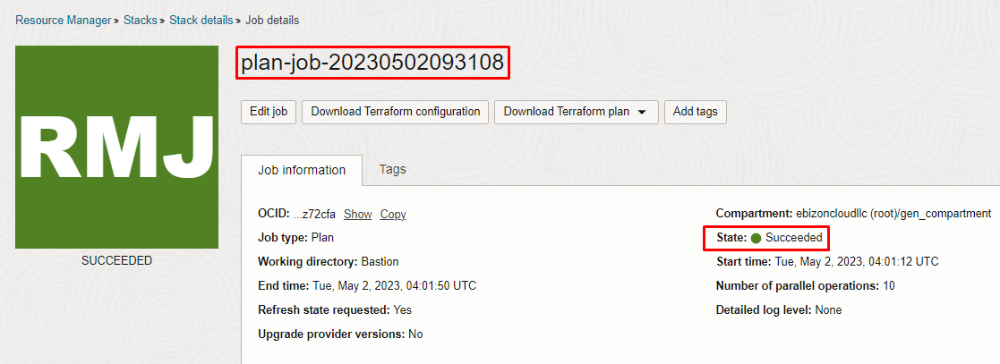 Resource Manager » Stacks » Stack details » Job details
RMJ
SUCCEEDED
plan-job-20230502093108
Edit job
Download Terraform configuration
Download Terraform plan
Add tags
Job information
Tags
OCID: ...z72cfa Show Copy
Job type: Plan
Working directory: Bastion
End time: Tue, May 2, 2023, 04:01:50 UTC
Refresh state requested: Yes
Upgrade provider versions: No
Compartment: ebizoncloudllc (root)/gen_compartment
State: Succeeded
Start time: Tue, May 2, 2023, 04:01:12 UTC
Number of parallel operations: 10
Detailed log level: None